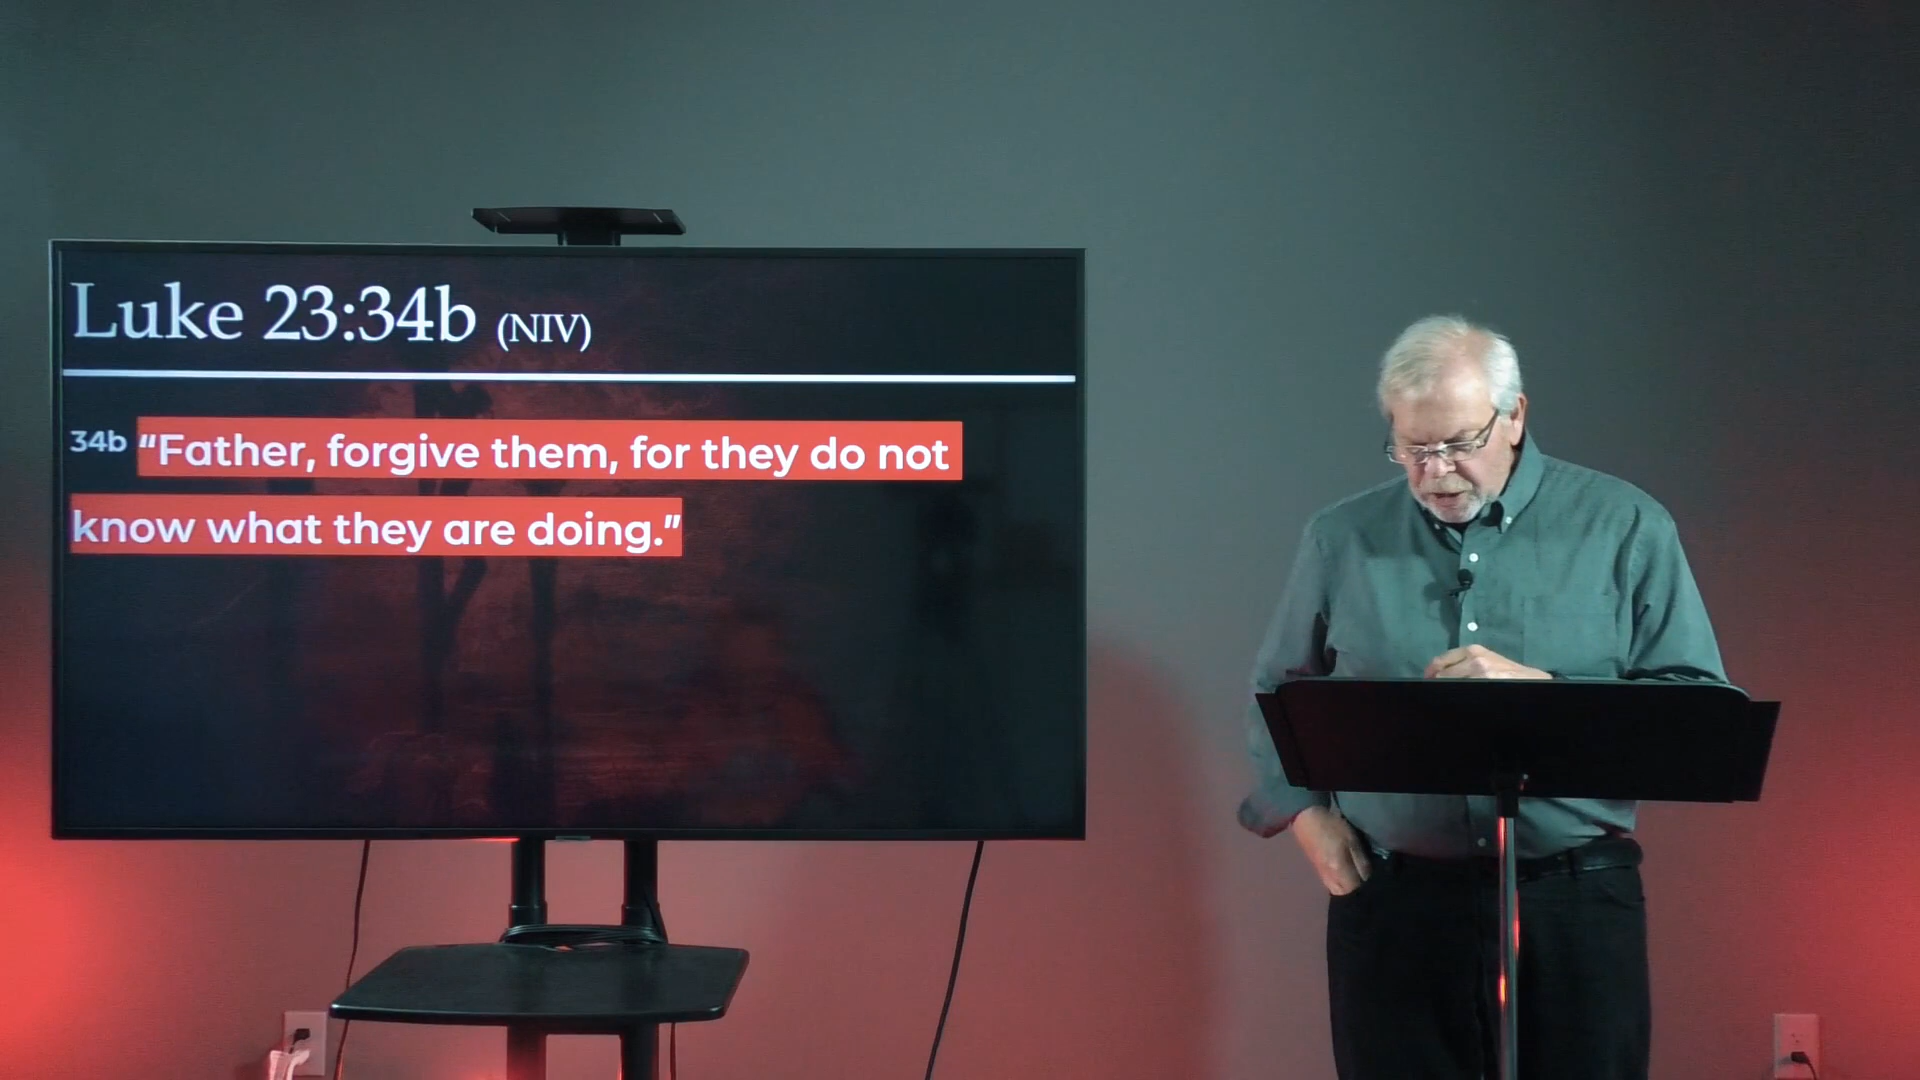 Luke 23:34b (NIV)
34b “Father, forgive them, for they do not
know what they are doing.”